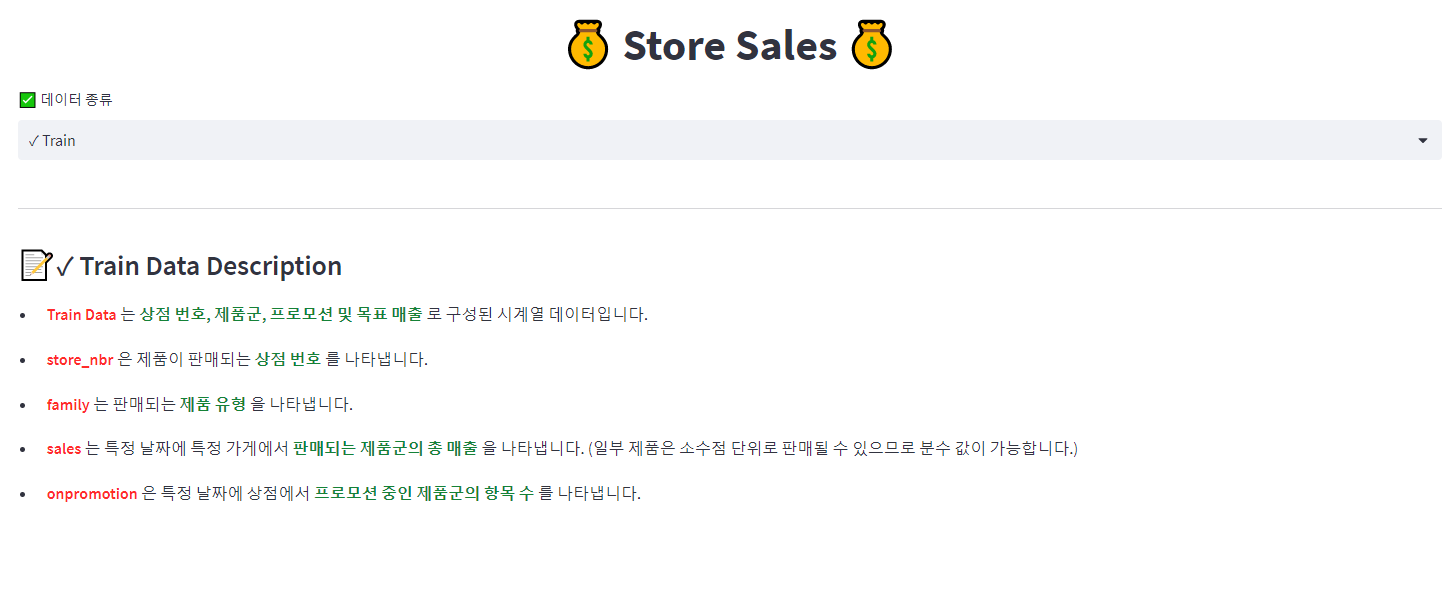 Store Sales
데이터 종류
✓ Train
✓ Train Data Description
Train Data 는 상점 번호, 제품군, 프로모션 및 목표 매출 로 구성된 시계열 데이터입니다.
store_nbr 은 제품이 판매되는 상점 번호 를 나타냅니다.
family 는 판매되는 제품 유형 을 나타냅니다.
sales 는 특정 날짜에 특정 가게에서 판매되는 제품군의 총 매출 을 나타냅니다. (일부 제품은 소수점 단위로 판매될 수 있으므로 분수 값이 가능합니다.)
onpromotion 은 특정 날짜에 상점에서 프로모션 중인 제품군의 항목 수 를 나타냅니다.